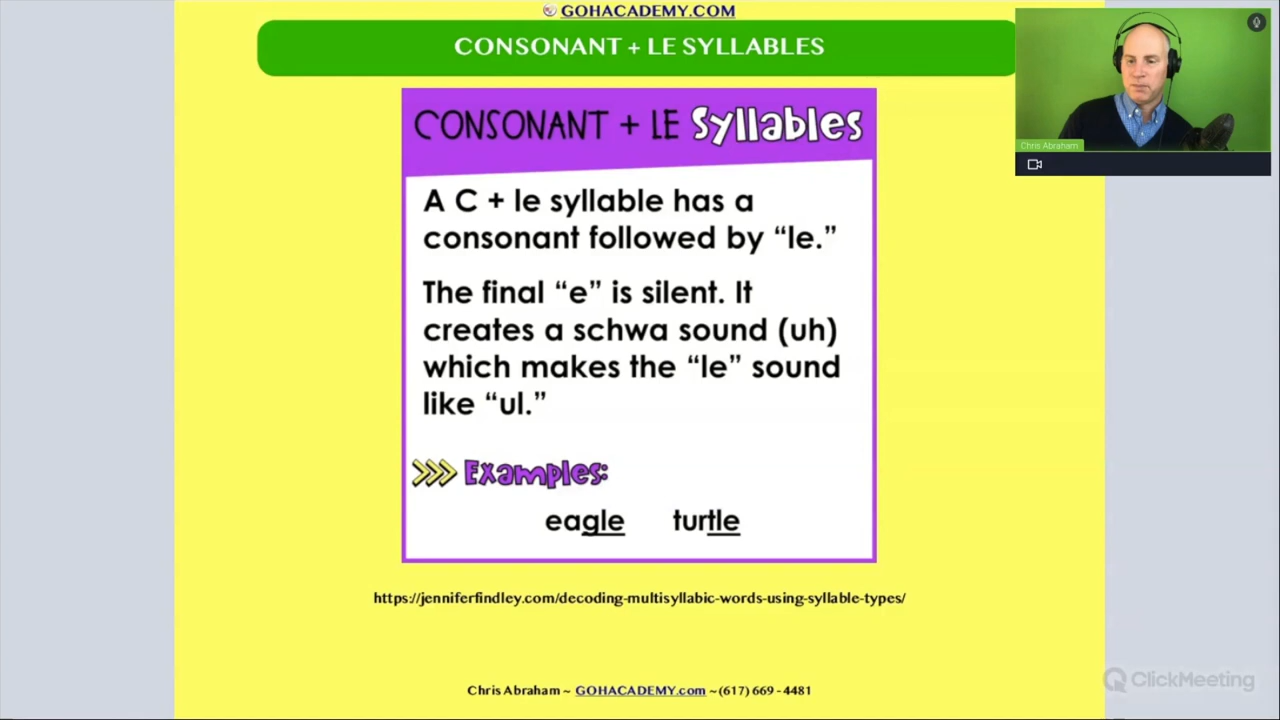 GOHACADEMY.COM
CONSONANT + LE SYLLABLES
CONSONANT + LE Syllables
A C + le syllable has a
consonant followed by “le.”
The final “e” is silent. It
creates a schwa sound (uh)
which makes the “le” sound
like “ul.”
>>> Examples:
eagle turtle
https://jenniferfindley.com/decoding-multisyllabic-words-using-syllable-types/
Chris Abraham ~ GOHACADEMY.com ~(617) 669 - 4481
Chris Abraham
ClickMeeting